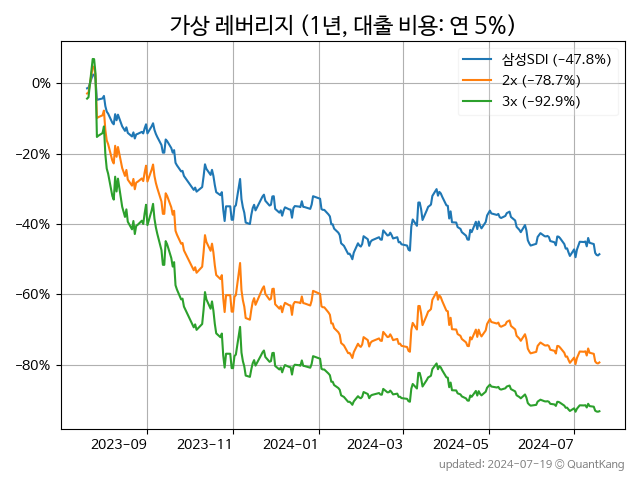 가상 레버리지 (1년, 대출 비용: 연 5%)
삼성SDI (−47.8%)
2x (−78.7%)
3x (−92.9%)
0%
−20%
−40%
−60%
−80%
2023-09 2023-11 2024-01 2024-03 2024-05 2024-07
updated: 2024-07-19 © QuantKang